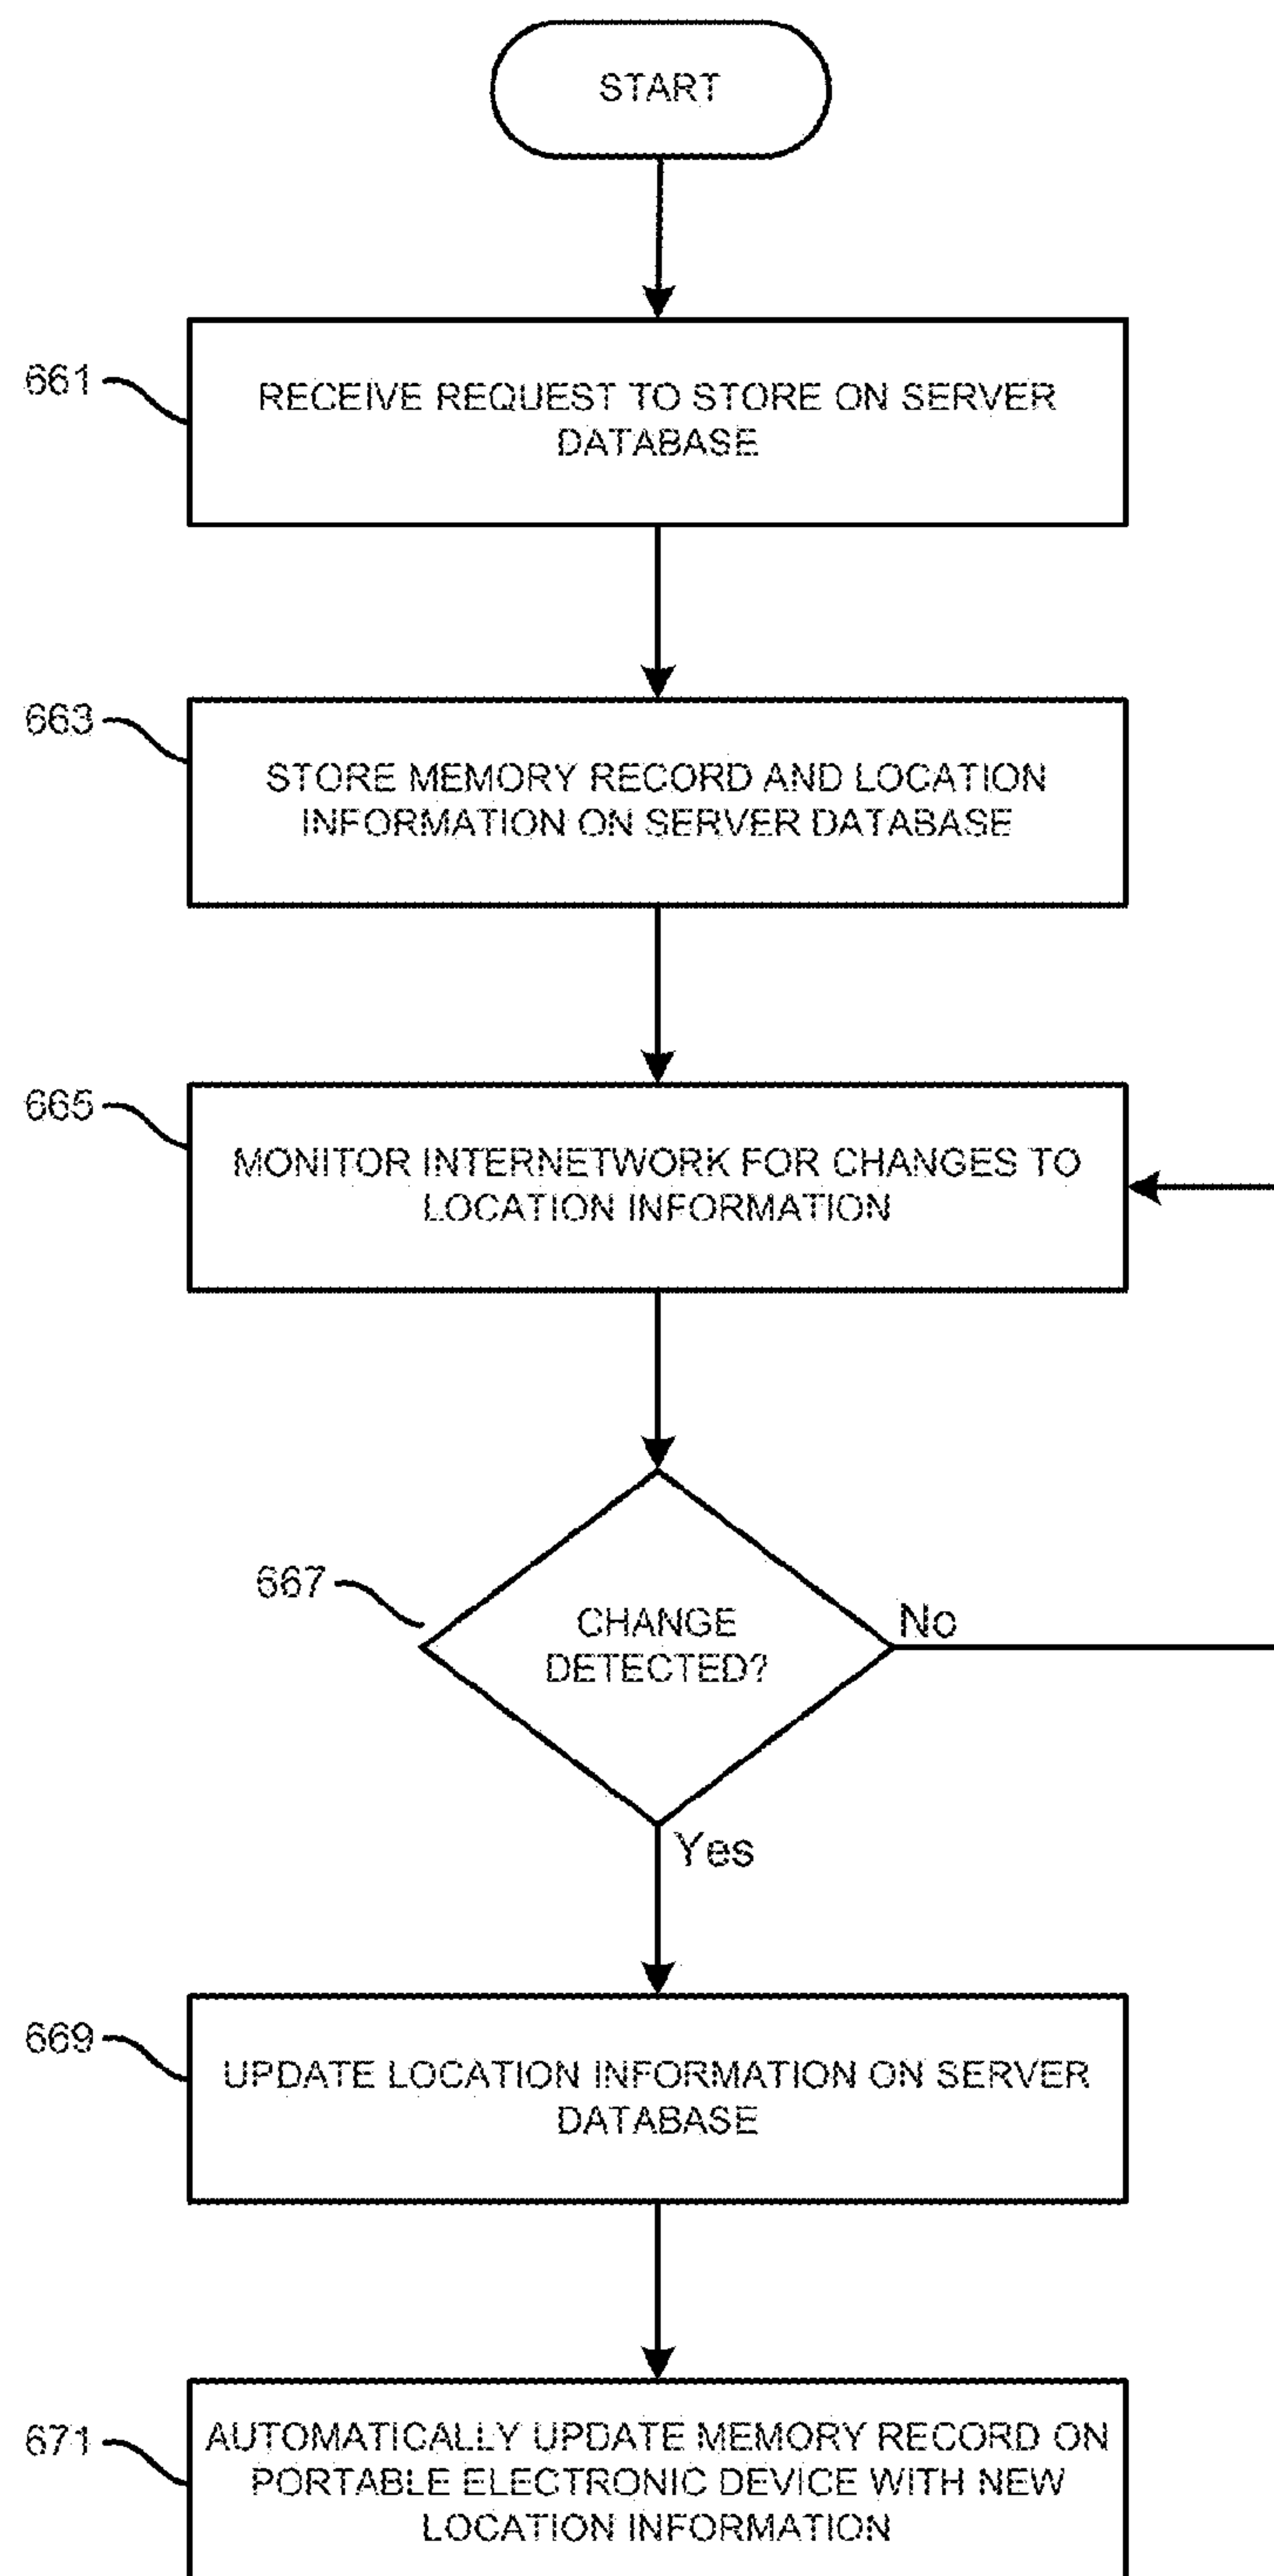 START
661
RECEIVE REQUEST TO STORE ON SERVER
DATABASE
663
STORE MEMORY RECORD AND LOCATION
INFORMATION ON SERVER DATABASE
665
MONITOR INTERNETWORK FOR CHANGES TO
LOCATION INFORMATION
667
CHANGE
DETECTED?
No
Yes
669
UPDATE LOCATION INFORMATION ON SERVER
DATABASE
671
AUTOMATICALLY UPDATE MEMORY RECORD ON
PORTABLE ELECTRONIC DEVICE WITH NEW
LOCATION INFORMATION